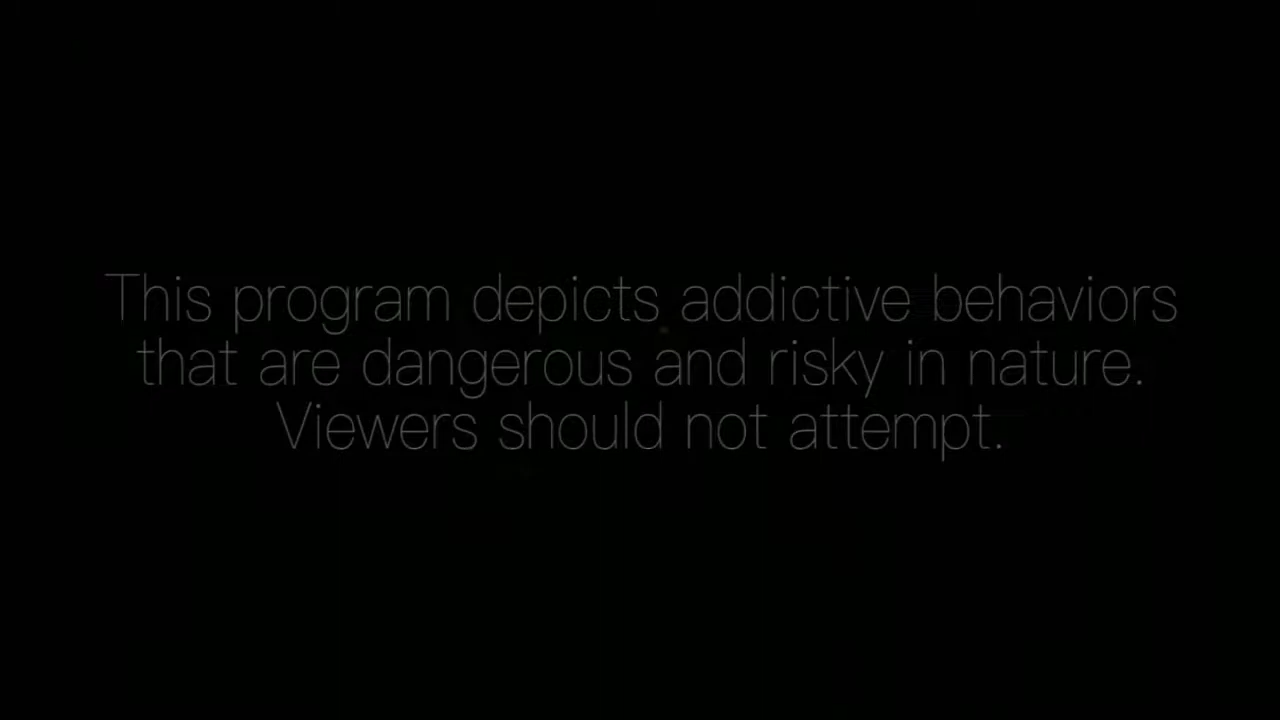 This program depicts addictive behaviors
that are dangerous and risky in nature.
Viewers should not attempt.